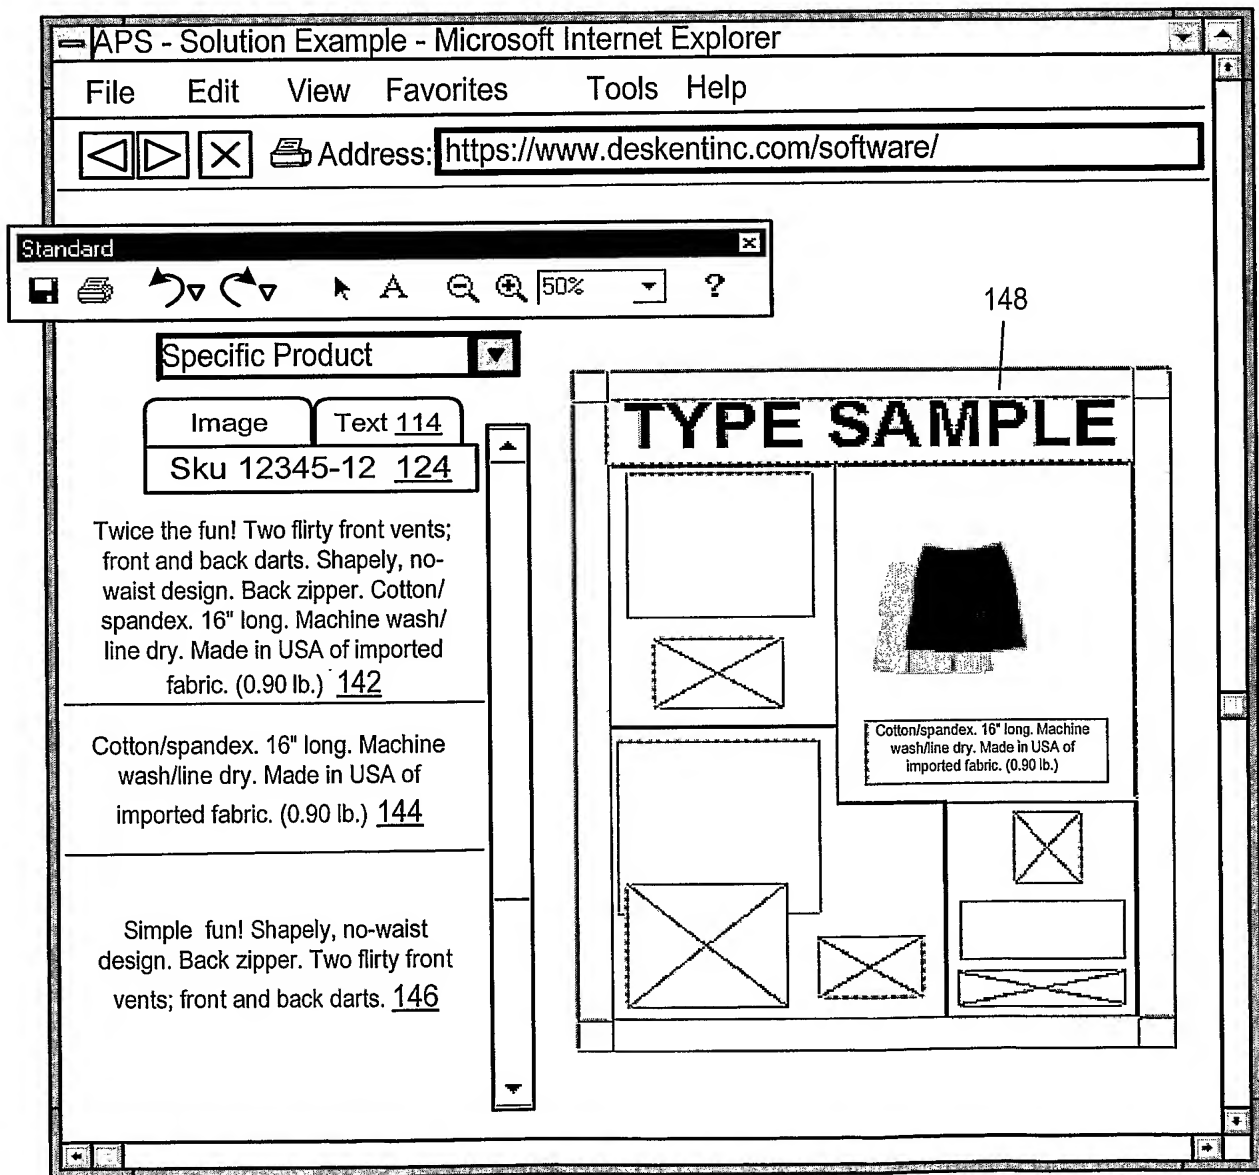 APS - Solution Example - Microsoft Internet Explorer
File Edit View Favorites Tools Help
Address: https://www.deskentinc.com/software/
Standard
50% ?
148
Specific Product
Image Text 114
Sku 12345-12 124
Twice the fun! Two flirty front vents;
front and back darts. Shapely, no-
waist design. Back zipper. Cotton/
spandex. 16" long. Machine wash/
line dry. Made in USA of imported
fabric. (0.90 lb.) 142
Cotton/spandex. 16" long. Machine
wash/line dry. Made in USA of
imported fabric. (0.90 lb.) 144
Simple fun! Shapely, no-waist
design. Back zipper. Two flirty front
vents; front and back darts. 146
TYPE SAMPLE
Cotton/spandex. 16" long. Machine
wash/line dry. Made in USA of
imported fabric. (0.90 lb.)